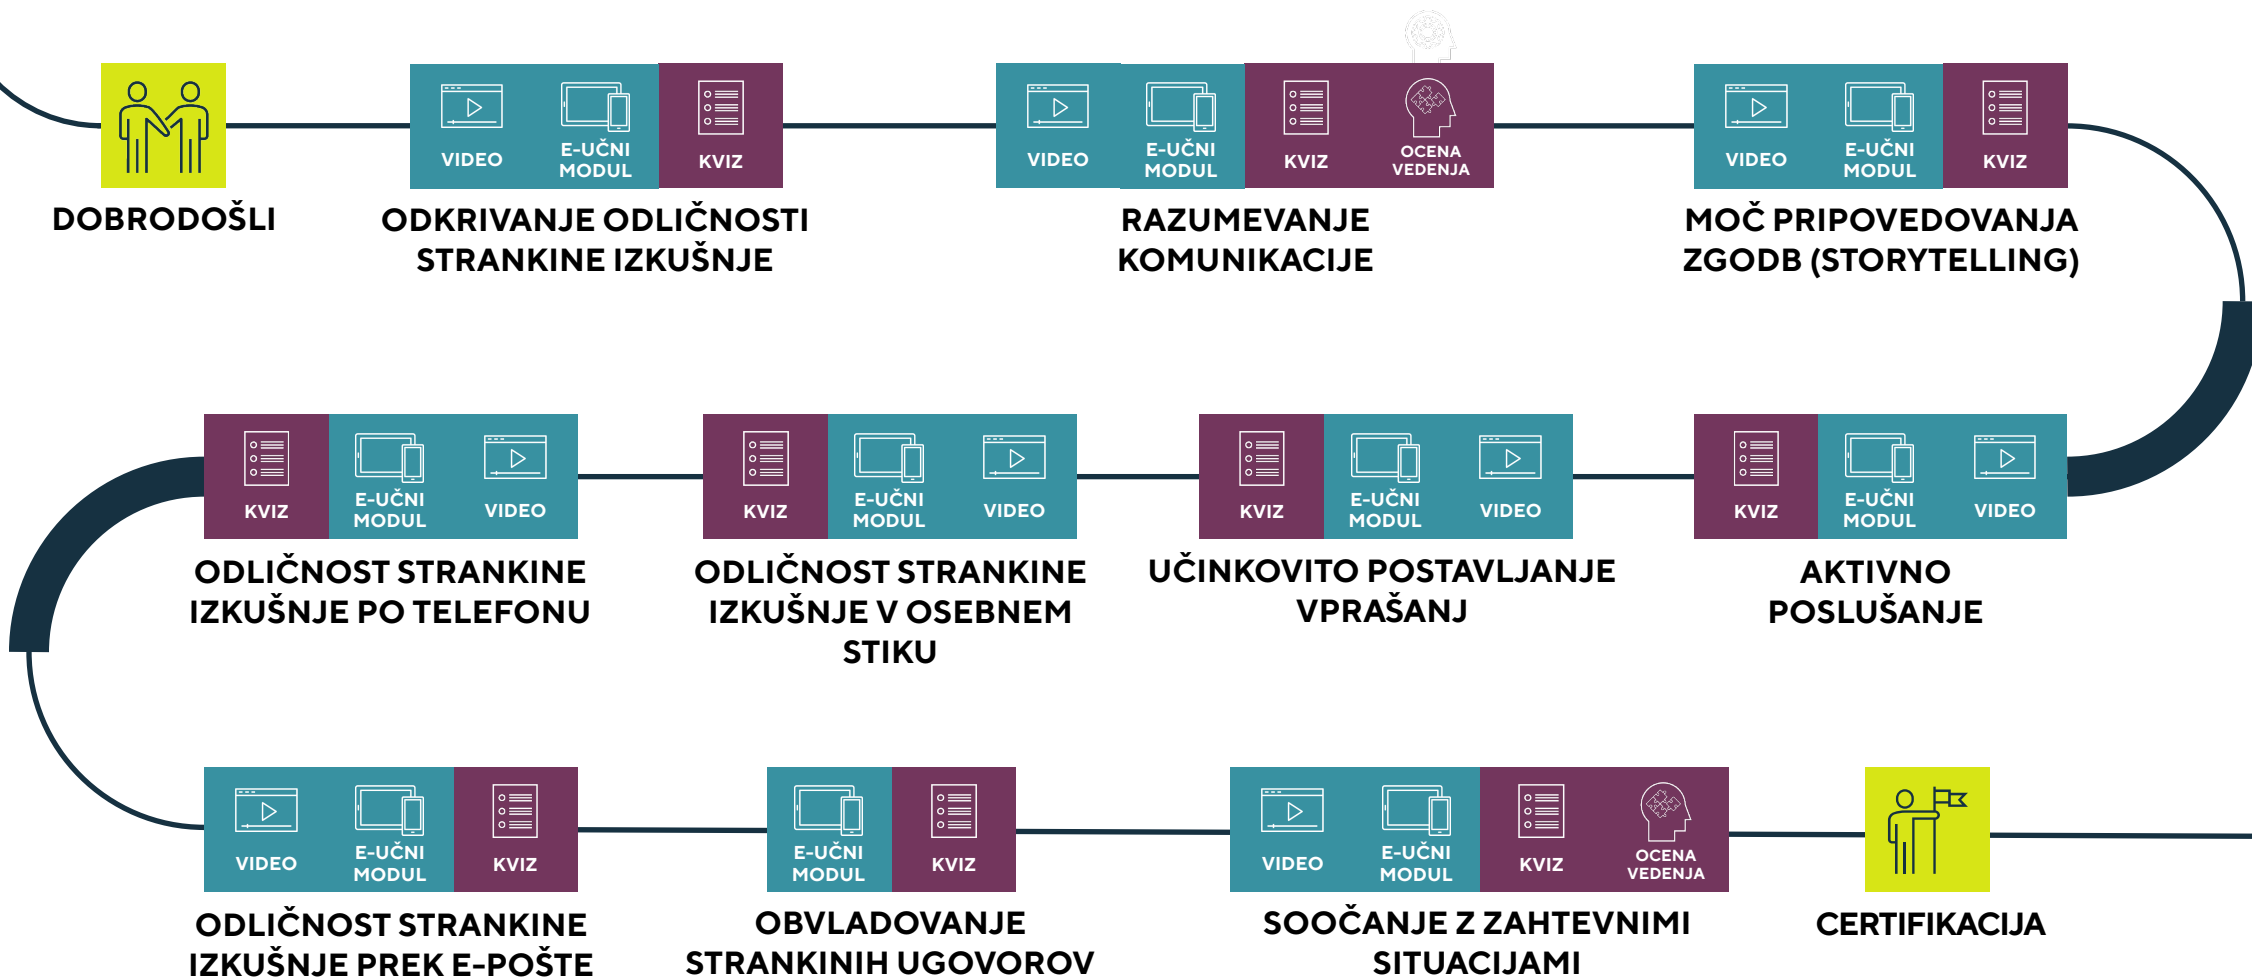 DOBRODOŠLI
VIDEO
E-UČNI
MODUL
KVIZ
ODKRIVANJE ODLIČNOSTI
STRANKINE IZKUŠNJE
VIDEO
E-UČNI
MODUL
KVIZ
OCENA
VEDENJA
RAZUMEVANJE
KOMUNIKACIJE
VIDEO
E-UČNI
MODUL
KVIZ
MOČ PRIPOVEDOVANJA
ZGODB (STORYTELLING)
KVIZ
E-UČNI
MODUL
VIDEO
ODLIČNOST STRANKINE
IZKUŠNJE PO TELEFONU
KVIZ
E-UČNI
MODUL
VIDEO
ODLIČNOST STRANKINE
IZKUŠNJE V OSEBNEM
STIKU
KVIZ
E-UČNI
MODUL
VIDEO
UČINKOVITO POSTAVLJANJE
VPRAŠANJ
KVIZ
E-UČNI
MODUL
VIDEO
AKTIVNO
POSLUŠANJE
VIDEO
E-UČNI
MODUL
KVIZ
ODLIČNOST STRANKINE
IZKUŠNJE PREK E-POŠTE
E-UČNI
MODUL
KVIZ
OBVLADOVANJE
STRANKINIH UGOVOROV
VIDEO
E-UČNI
MODUL
KVIZ
OCENA
VEDENJA
SOOČANJE Z ZAHTEVNIMI
SITUACIJAMI
CERTIFIKACIJA